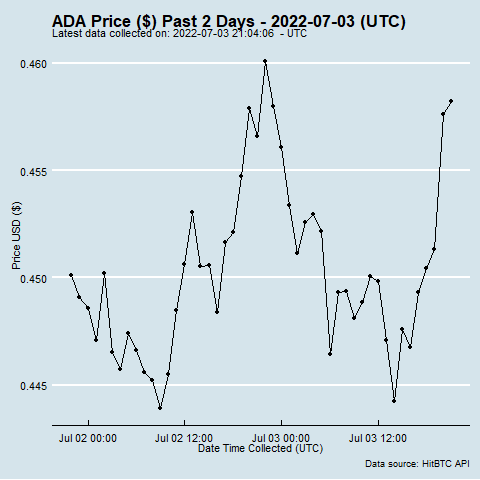 ADA Price ($) Past 2 Days - 2022-07-03 (UTC)
Latest data collected on: 2022-07-03 21:04:06  - UTC
0.460
0.455
0.450
0.445
Price USD ($)
Jul 02 00:00
Jul 02 12:00
Jul 03 00:00
Jul 03 12:00
Date Time Collected (UTC)
Data source: HitBTC API